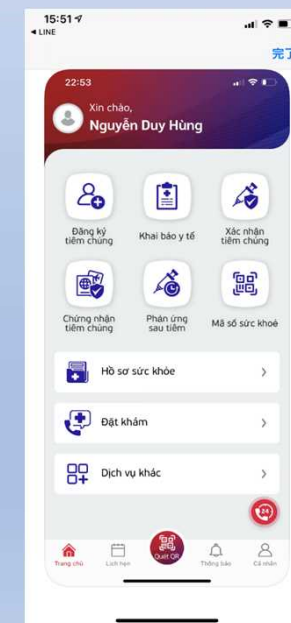 15:51
◀ LINE
完了
22:53
Xin chào,
Nguyễn Duy Hùng
Đăng ký
tiêm chủng
Khai báo y tế
Xác nhận
tiêm chủng
Chứng nhận
tiêm chủng
Phản ứng
sau tiêm
Mã số sức khoẻ
Hồ sơ sức khỏe
Đặt khám
Dịch vụ khác
24
Trang chủ
Lịch hẹn
Quét QR
Thông báo
Cá nhân